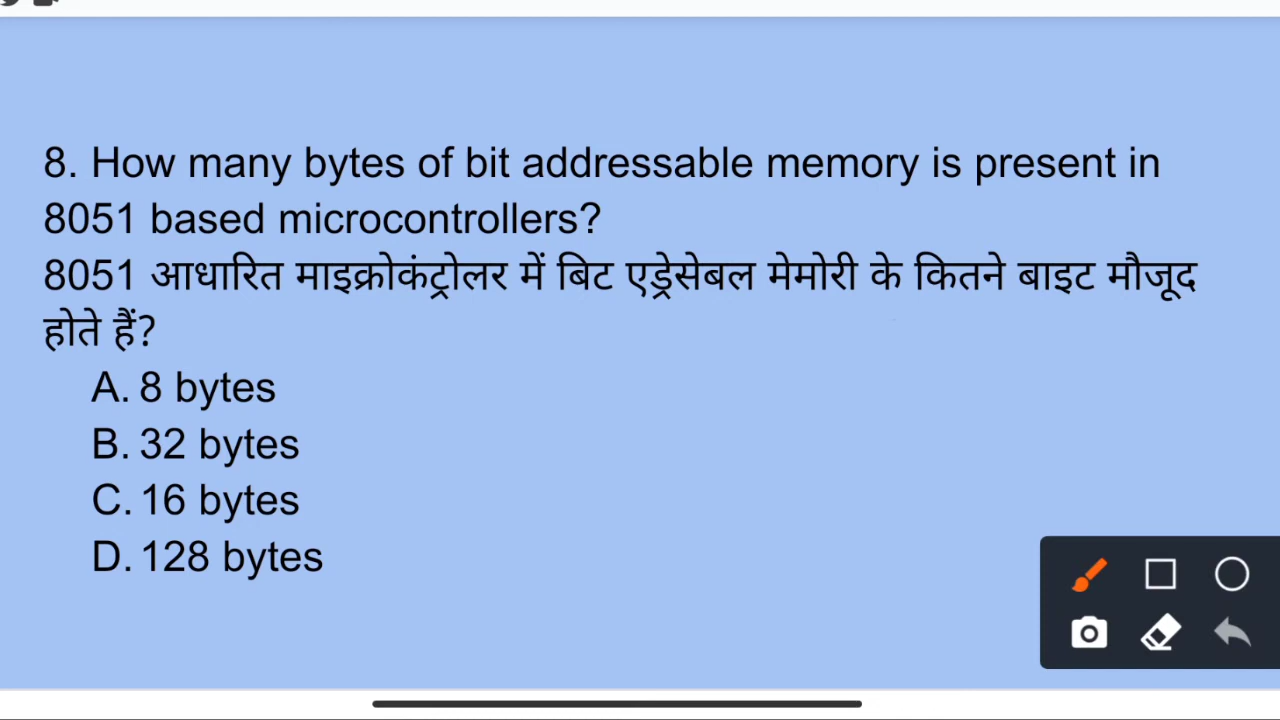 8. How many bytes of bit addressable memory is present in
8051 based microcontrollers?
8051 आधारित माइक्रोकंट्रोलर में बिट एड्रेसेबल मेमोरी के कितने बाइट मौजूद
होते हैं?
A. 8 bytes
B. 32 bytes
C. 16 bytes
D. 128 bytes